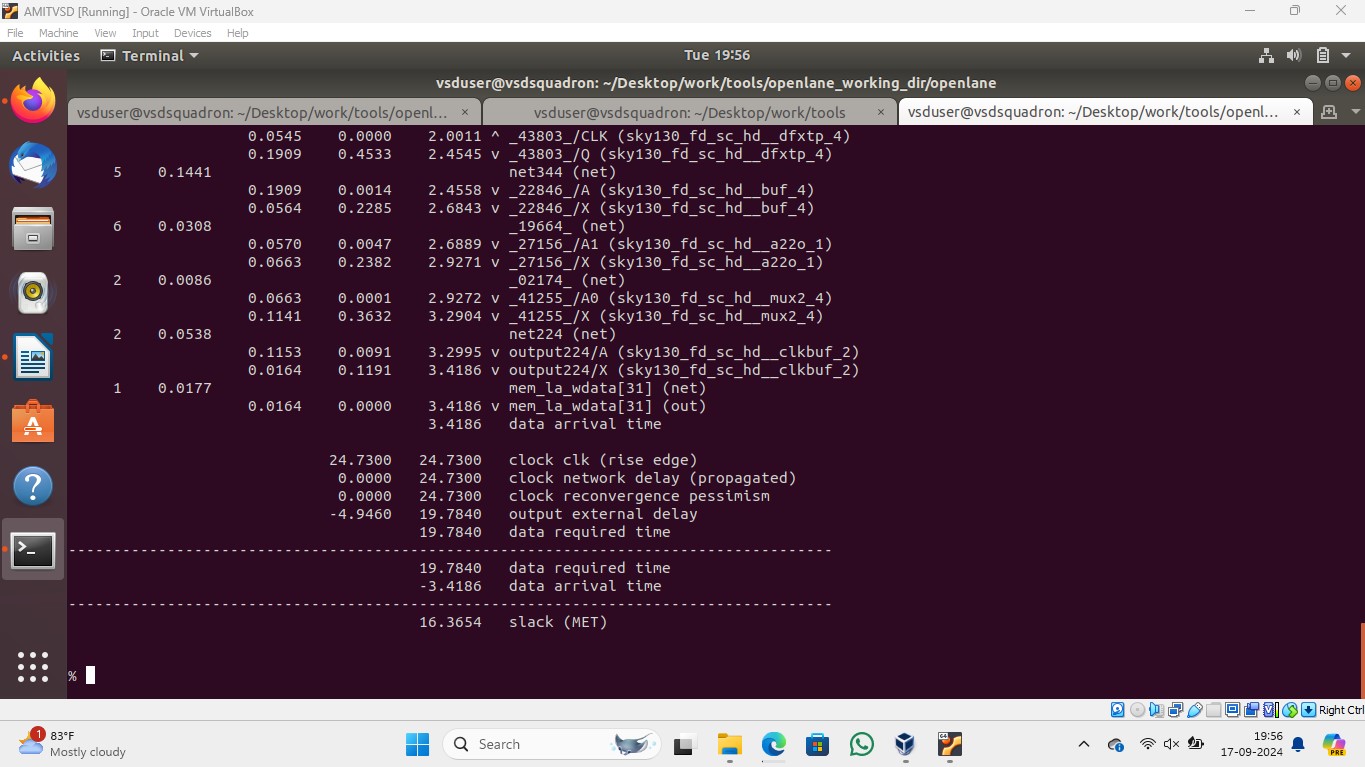 AMITVSD [Running] - Oracle VM VirtualBox
File Machine View Input Devices Help
Activities Terminal Tue 19:56
vsduser@vsdsquadron: ~/Desktop/work/tools/openlane_working_dir/openlane
vsduser@vsdsquadron: ~/Desktop/work/tools/openl... × vsduser@vsdsquadron: ~/Desktop/work/tools × vsduser@vsdsquadron: ~/Desktop/work/tools/openl... ×
0.0545 0.0000 2.0011 ^ _43803_/CLK (sky130_fd_sc_hd__dfxtp_4)
0.1909 0.4533 2.4545 v _43803_/Q (sky130_fd_sc_hd__dfxtp_4)
5 0.1441 net344 (net)
0.1909 0.0014 2.4558 v _22846_/A (sky130_fd_sc_hd__buf_4)
0.0564 0.2285 2.6843 v _22846_/X (sky130_fd_sc_hd__buf_4)
6 0.0308 _19664_ (net)
0.0570 0.0047 2.6889 v _27156_/A1 (sky130_fd_sc_hd__a22o_1)
0.0663 0.2382 2.9271 v _27156_/X (sky130_fd_sc_hd__a22o_1)
2 0.0086 _02174_ (net)
0.0663 0.0001 2.9272 v _41255_/A0 (sky130_fd_sc_hd__mux2_4)
0.1141 0.3632 3.2904 v _41255_/X (sky130_fd_sc_hd__mux2_4)
2 0.0538 net224 (net)
0.1153 0.0091 3.2995 v output224/A (sky130_fd_sc_hd__clkbuf_2)
0.0164 0.1191 3.4186 v output224/X (sky130_fd_sc_hd__clkbuf_2)
1 0.0177 mem_la_wdata[31] (net)
0.0164 0.0000 3.4186 v mem_la_wdata[31] (out)
3.4186 data arrival time
24.7300 24.7300 clock clk (rise edge)
0.0000 24.7300 clock network delay (propagated)
0.0000 24.7300 clock reconvergence pessimism
-4.9460 19.7840 output external delay
19.7840 data required time
-------------------------------------------------------------------------------------
19.7840 data required time
-3.4186 data arrival time
-------------------------------------------------------------------------------------
16.3654 slack (MET)
%
Right Ctrl
1 83°F
Mostly cloudy
Search
19:56
17-09-2024
PRE